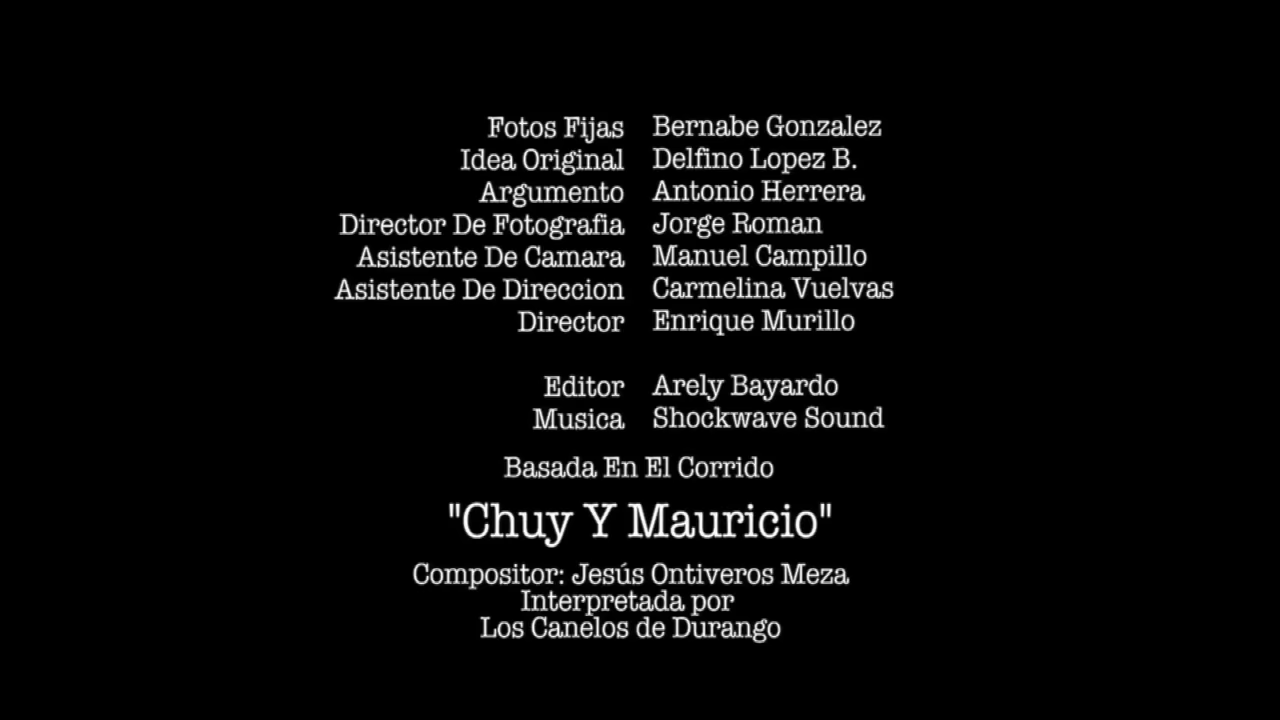 Fotos Fijas Bernabe Gonzalez
Idea Original Delfino Lopez B.
Argumento Antonio Herrera
Director De Fotografia Jorge Roman
Asistente De Camara Manuel Campillo
Asistente De Direccion Carmelina Vuelvas
Director Enrique Murillo
Editor Arely Bayardo
Musica Shockwave Sound
Basada En El Corrido
"Chuy Y Mauricio"
Compositor: Jesús Ontiveros Meza
Interpretada por
Los Canelos de Durango